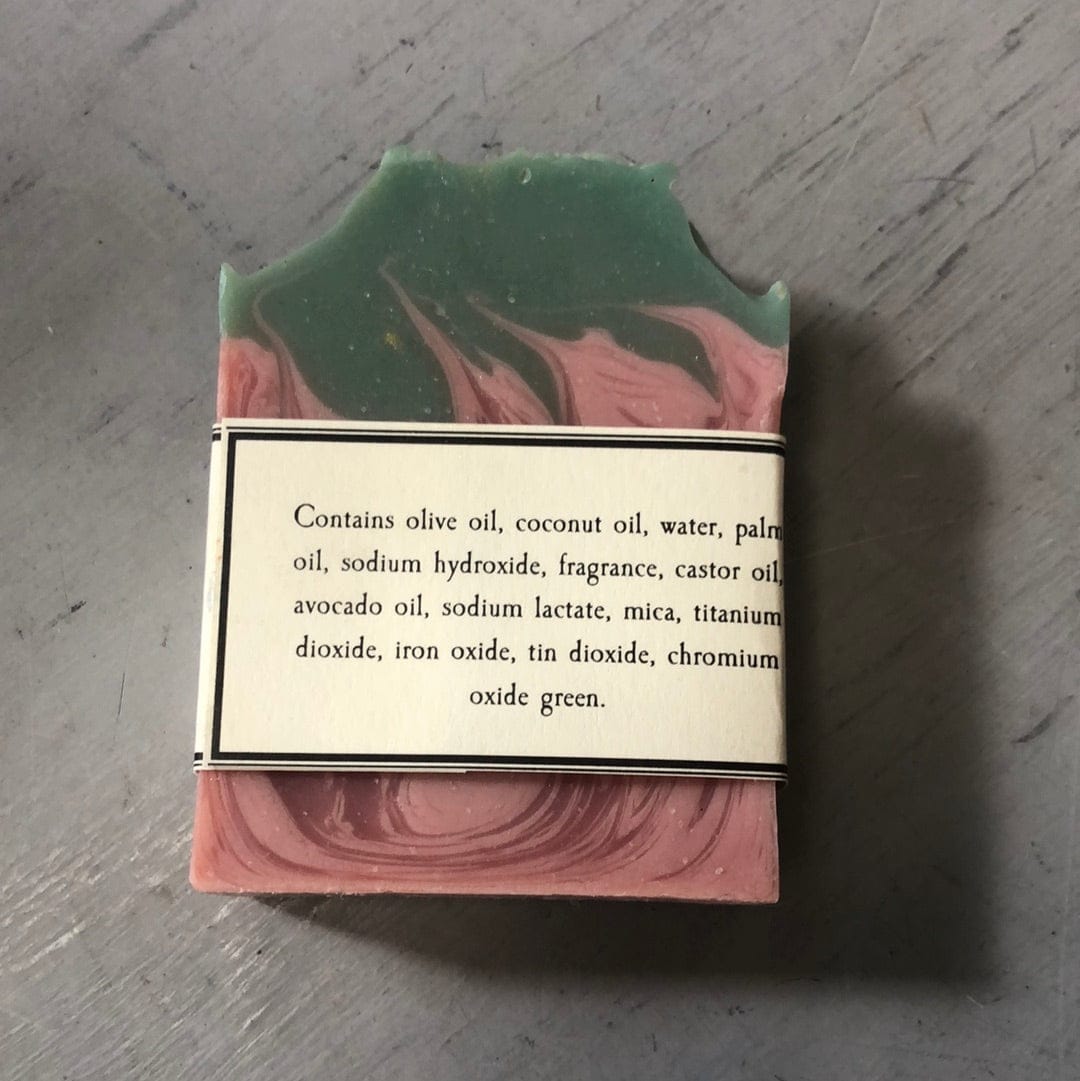 Contains olive oil, coconut oil, water, palm
oil, sodium hydroxide, fragrance, castor oil,
avocado oil, sodium lactate, mica, titanium
dioxide, iron oxide, tin dioxide, chromium
oxide green.